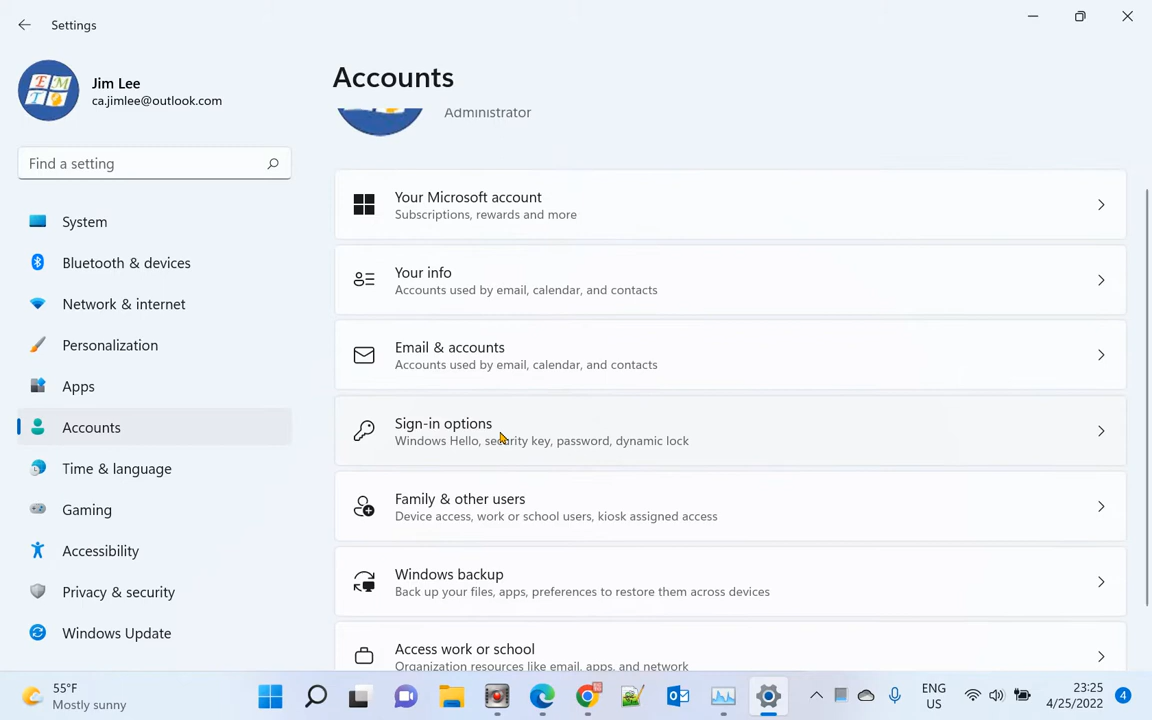 Settings
Jim Lee
ca.jimlee@outlook.com
Find a setting
System
Bluetooth & devices
Network & internet
Personalization
Apps
Accounts
Time & language
Gaming
Accessibility
Privacy & security
Windows Update
Accounts
Administrator
Your Microsoft account
Subscriptions, rewards and more
Your info
Accounts used by email, calendar, and contacts
Email & accounts
Accounts used by email, calendar, and contacts
Sign-in options
Windows Hello, security key, password, dynamic lock
Family & other users
Device access, work or school users, kiosk assigned access
Windows backup
Back up your files, apps, preferences to restore them across devices
Access work or school
Organization resources like email, apps, and network
55°F
Mostly sunny
ENG
US
23:25
4/25/2022
4